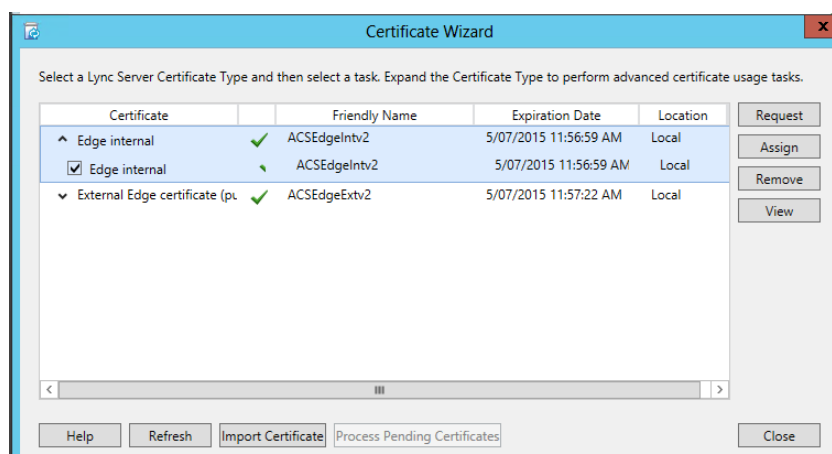 Certificate Wizard
x
Select a Lync Server Certificate Type and then select a task. Expand the Certificate Type to perform advanced certificate usage tasks.
Certificate Friendly Name Expiration Date Location Request
Edge internal ACSEdgeIntv2 5/07/2015 11:56:59 AM Local Assign
Edge internal ACSEdgeIntv2 5/07/2015 11:56:59 AM Local Remove
External Edge certificate (pu ACSEdgeExtv2 5/07/2015 11:57:22 AM Local View
Help Refresh Import Certificate Process Pending Certificates Close